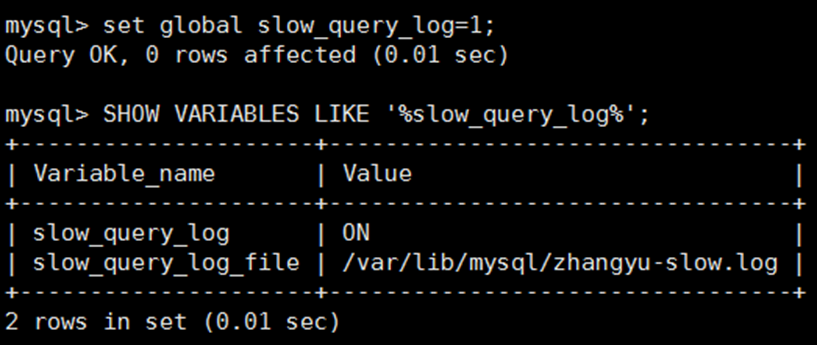 mysql> set global slow_query_log=1;
Query OK, 0 rows affected (0.01 sec)

mysql> SHOW VARIABLES LIKE '%slow_query_log%';
+---------------------+---------------------------------+
| Variable_name       | Value                           |
+---------------------+---------------------------------+
| slow_query_log      | ON                              |
| slow_query_log_file | /var/lib/mysql/zhangyu-slow.log |
+---------------------+---------------------------------+
2 rows in set (0.01 sec)